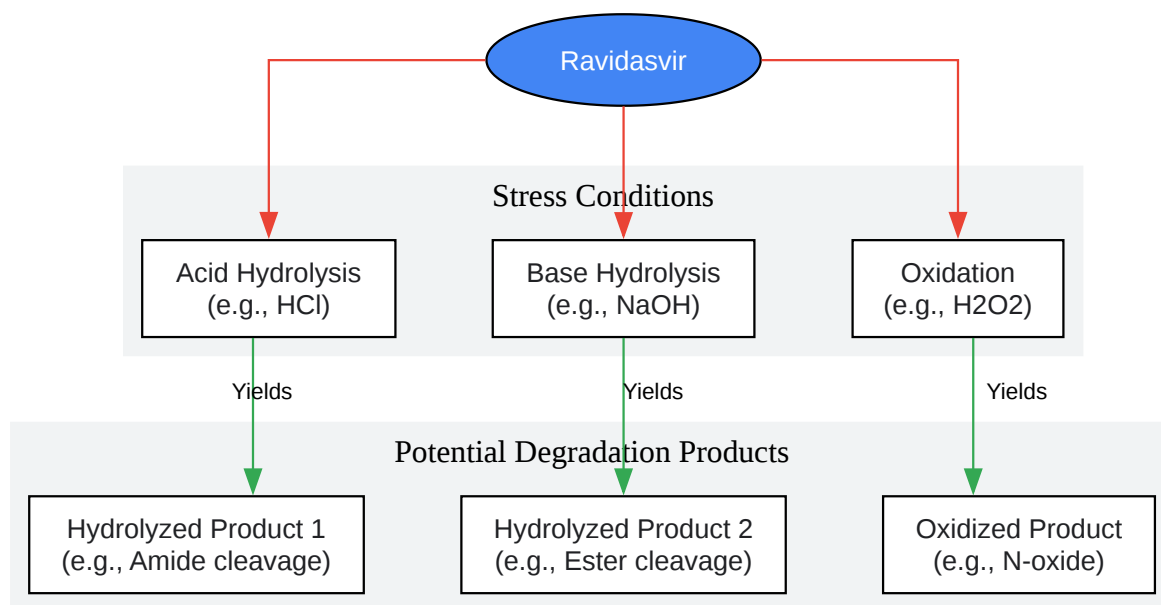 Ravidasvir
Stress Conditions
Acid Hydrolysis
(e.g., HCl)
Base Hydrolysis
(e.g., NaOH)
Oxidation
(e.g., H2O2)
Yields
Yields
Yields
Potential Degradation Products
Hydrolyzed Product 1
(e.g., Amide cleavage)
Hydrolyzed Product 2
(e.g., Ester cleavage)
Oxidized Product
(e.g., N-oxide)